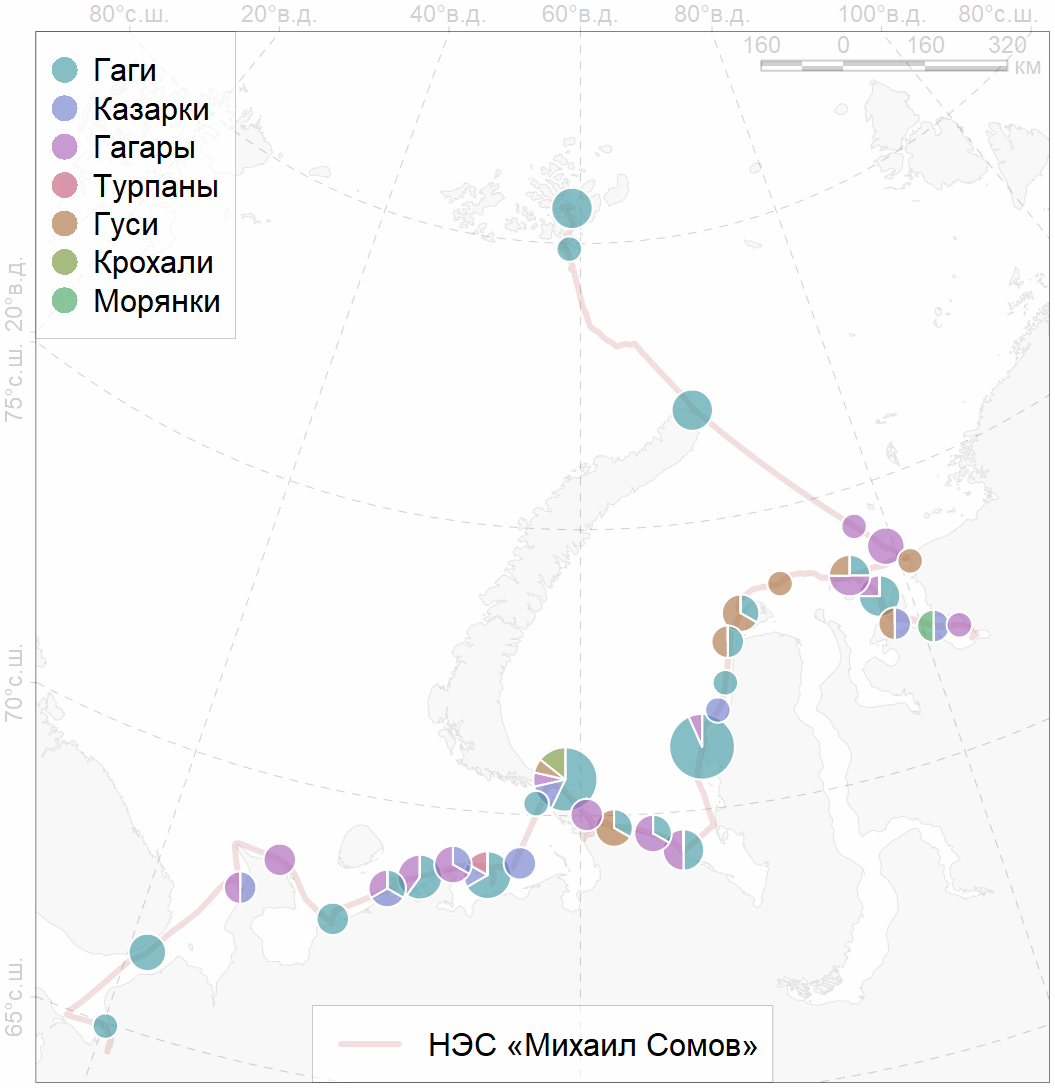 80°с.ш. 20°в.д. 40°в.д. 60°в.д. 80°в.д. 100°в.д. 80°с.ш.
160 0 160 320
км
Гаги
Казарки
Гагары
Турпаны
Гуси
Крохали
Морянки
20°в.д.
75°с.ш.
70°с.ш.
65°с.ш.
НЭС «Михаил Сомов»